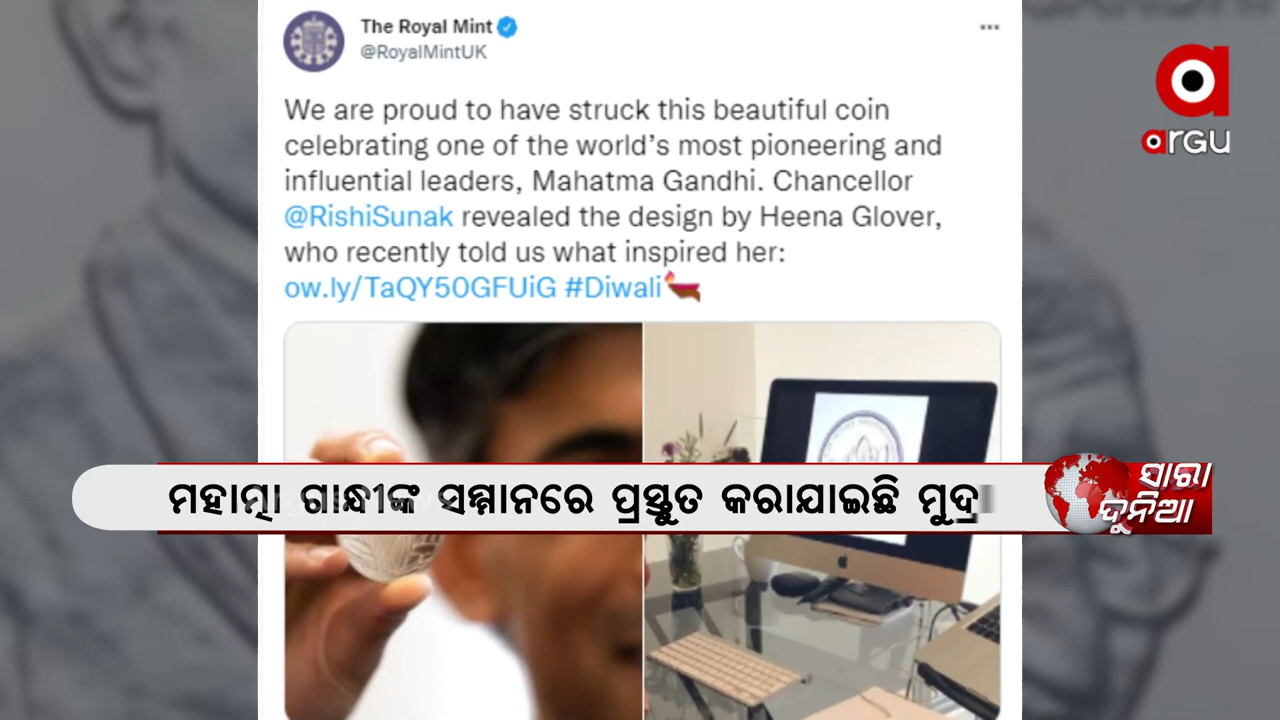 The Royal Mint
@RoyalMintUK
We are proud to have struck this beautiful coin
celebrating one of the world's most pioneering and
influential leaders, Mahatma Gandhi. Chancellor
@RishiSunak revealed the design by Heena Glover,
who recently told us what inspired her:
ow.ly/TaQY50GFUiG #Diwali
argu
ମହାତ୍ମା ଗାନ୍ଧୀଙ୍କ ସମ୍ମାନରେ ପ୍ରସ୍ତୁତ କରାଯାଇଛି ମୁଦ୍ରା
ସାରା
ଦୁନିଆ